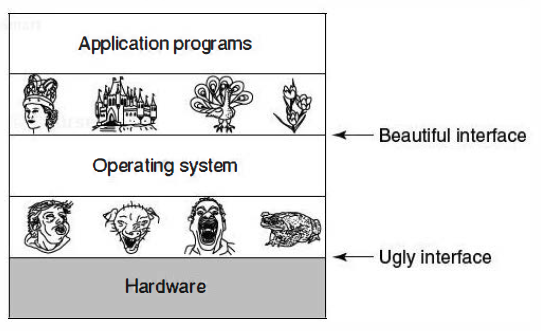 Application programs
Beautiful interface
Operating system
Ugly interface
Hardware